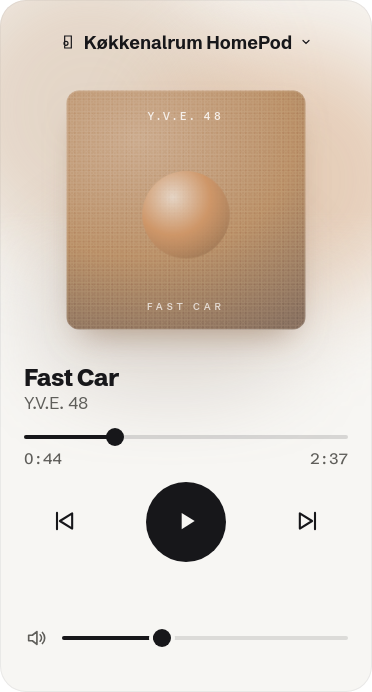 Køkkenalrum HomePod
Y.V.E. 48
FAST CAR
Fast Car
Y.V.E. 48
0:44
2:37